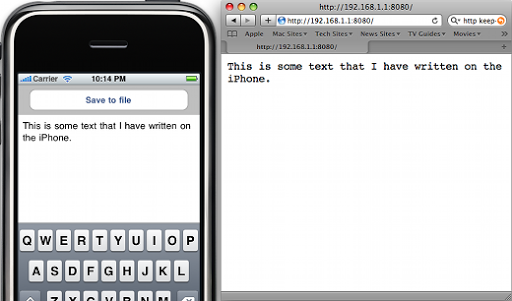 Carrier 10:14 PM
Save to file
This is some text that I have written on
the iPhone.
Q W E R T Y U I O P
A S D F G H J K L
Z X C V B N M
http://192.168.1.1:8080/
http://192.168.1.1:8080/
http keep
Apple Mac Sites Tech Sites News Sites TV Guides Movies
http://192.168.1.1:8080/
This is some text that I have written on the
iPhone.